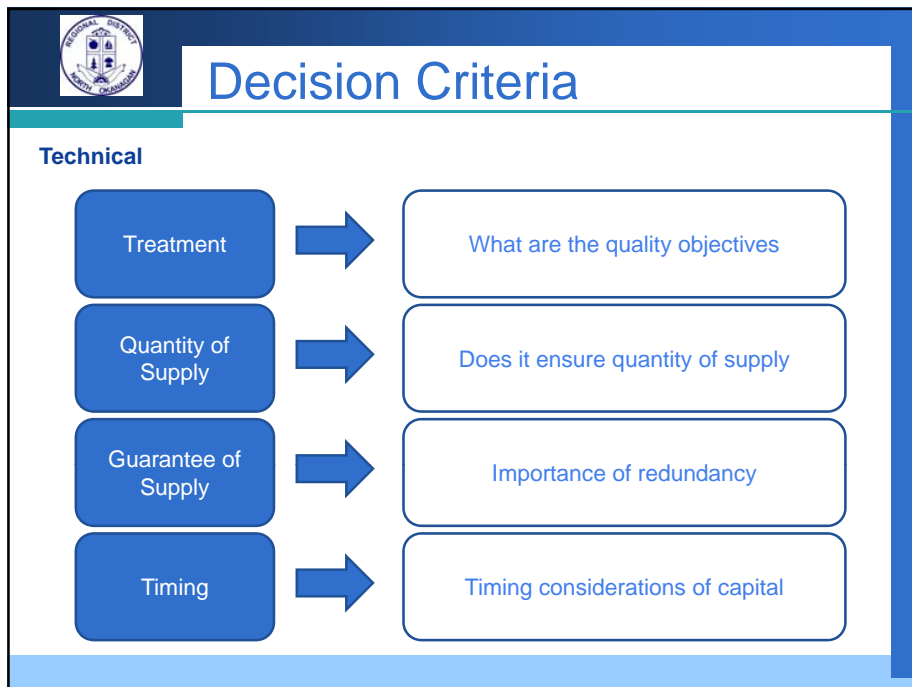 REGIONAL DISTRICT
NORTH OKANAGAN
Decision Criteria
Technical
Treatment
What are the quality objectives
Quantity of
Supply
Does it ensure quantity of supply
Guarantee of
Supply
Importance of redundancy
Timing
Timing considerations of capital